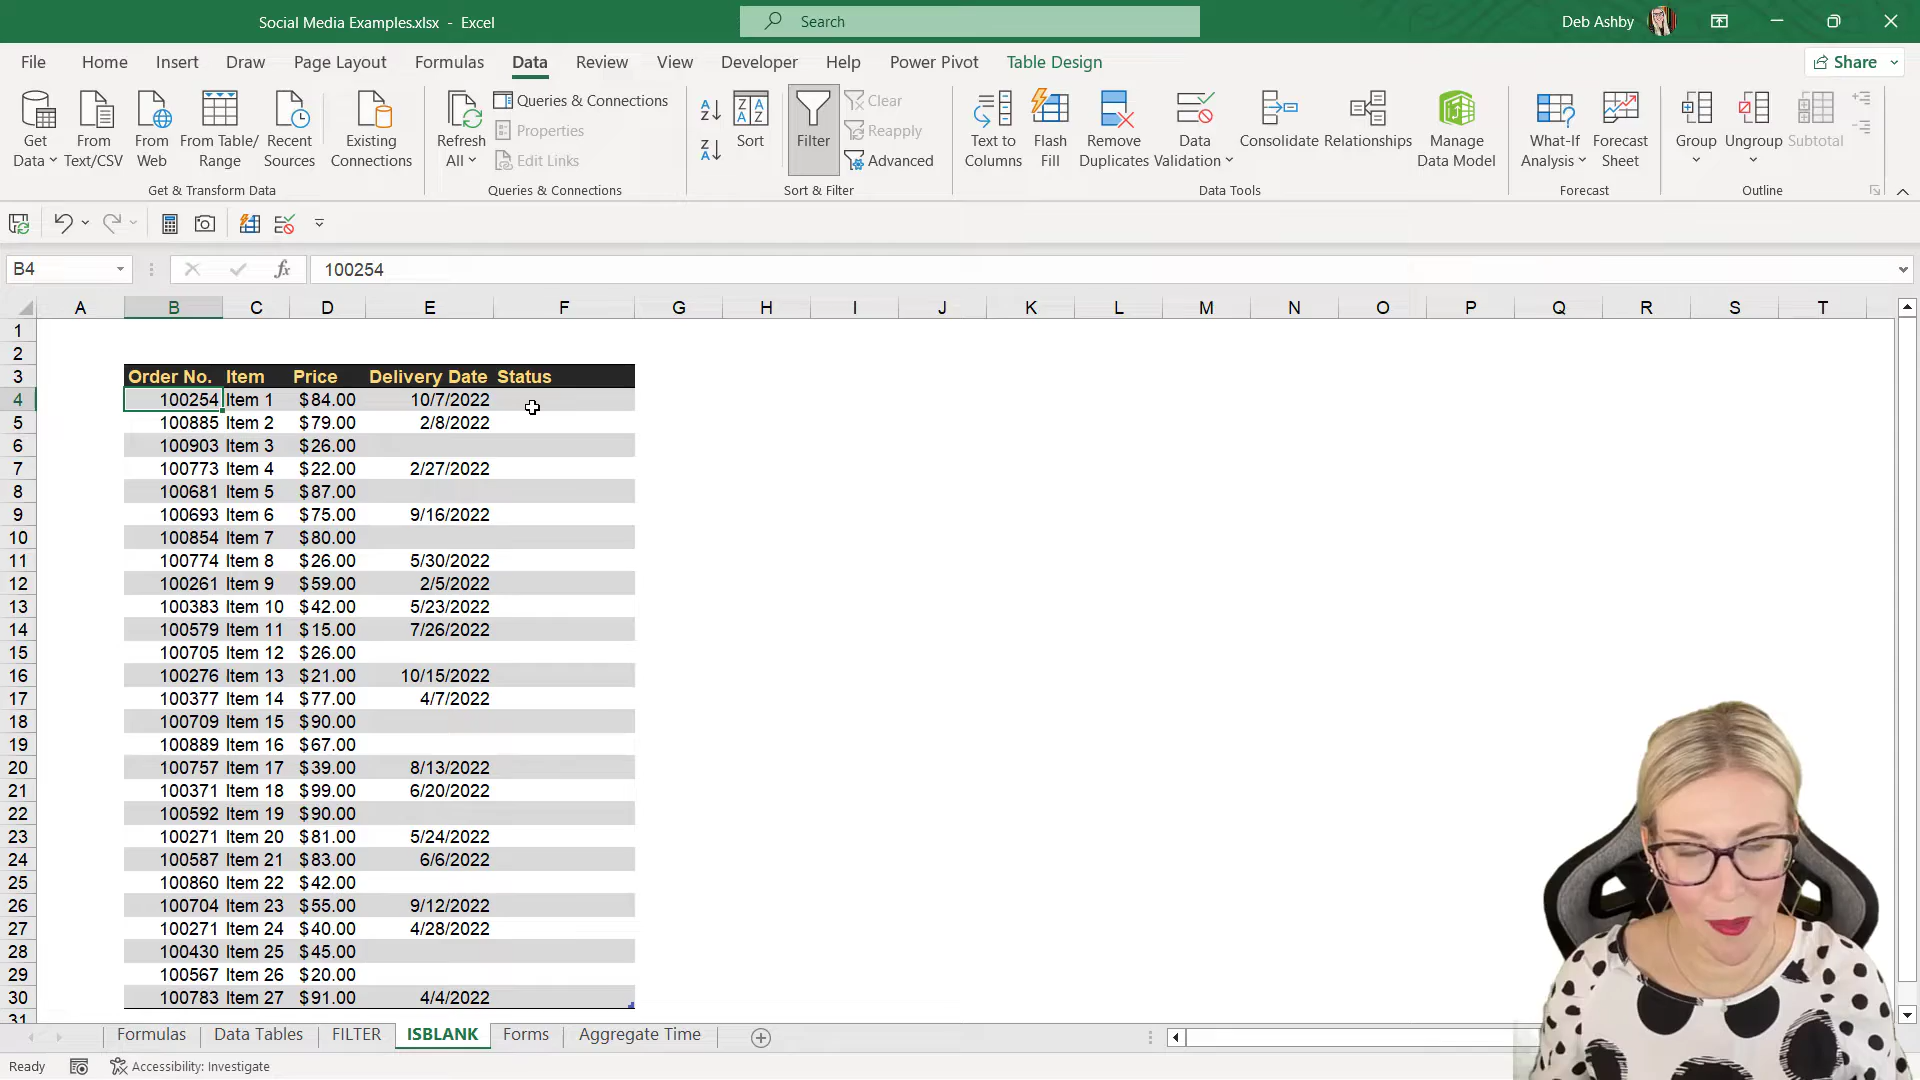 Social Media Examples.xlsx - Excel
Search
Deb Ashby
File Home Insert Draw Page Layout Formulas Data Review View Developer Help Power Pivot Table Design
Share
Get Data
From Text/CSV
From Web
From Table/ Range
Recent Sources
Existing Connections
Get & Transform Data
Refresh All
Queries & Connections
Properties
Edit Links
Queries & Connections
Sort
Filter
Clear
Reapply
Advanced
Sort & Filter
Text to Columns
Flash Fill
Remove Duplicates
Data Validation
Consolidate
Relationships
Manage Data Model
Data Tools
What-If Analysis
Forecast Sheet
Forecast
Group
Ungroup
Subtotal
Outline
B4
fx
100254
A B C D E F G H I J K L M N O P Q R S T
1
2
3 Order No. Item Price Delivery Date Status
4 100254 Item 1 $84.00 10/7/2022
5 100885 Item 2 $79.00 2/8/2022
6 100903 Item 3 $26.00
7 100773 Item 4 $22.00 2/27/2022
8 100681 Item 5 $87.00
9 100693 Item 6 $75.00 9/16/2022
10 100854 Item 7 $80.00
11 100774 Item 8 $26.00 5/30/2022
12 100261 Item 9 $59.00 2/5/2022
13 100383 Item 10 $42.00 5/23/2022
14 100579 Item 11 $15.00 7/26/2022
15 100705 Item 12 $26.00
16 100276 Item 13 $21.00 10/15/2022
17 100377 Item 14 $77.00 4/7/2022
18 100709 Item 15 $90.00
19 100889 Item 16 $67.00
20 100757 Item 17 $39.00 8/13/2022
21 100371 Item 18 $99.00 6/20/2022
22 100592 Item 19 $90.00
23 100271 Item 20 $81.00 5/24/2022
24 100587 Item 21 $83.00 6/6/2022
25 100860 Item 22 $42.00
26 100704 Item 23 $55.00 9/12/2022
27 100271 Item 24 $40.00 4/28/2022
28 100430 Item 25 $45.00
29 100567 Item 26 $20.00
30 100783 Item 27 $91.00 4/4/2022
31
Formulas Data Tables FILTER ISBLANK Forms Aggregate Time
Ready Accessibility: Investigate